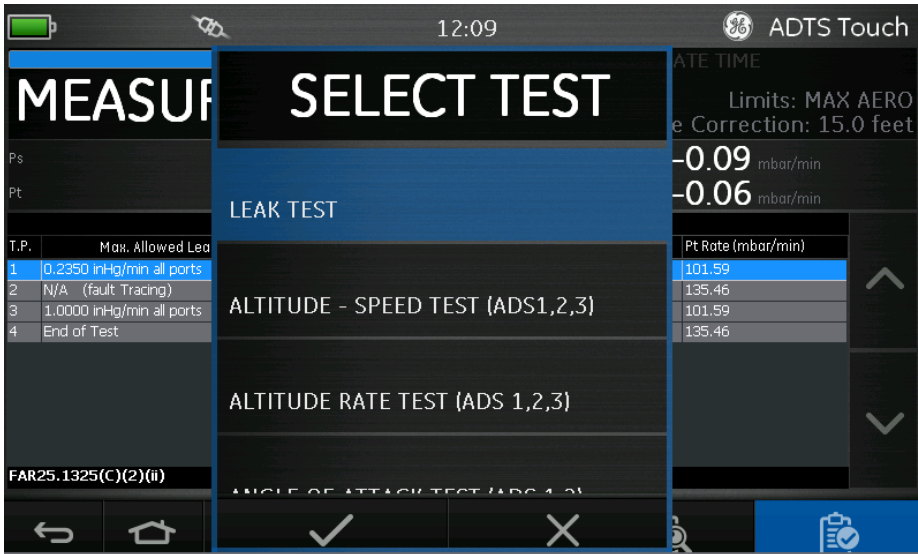 12:09
ADTS Touch
MEASUR
SELECT TEST
ATE TIME
Limits: MAX AERO
e Correction: 15.0 feet
Ps
-0.09 mbar/min
Pt
-0.06 mbar/min
LEAK TEST
T.P. Max. Allowed Lea Pt Rate (mbar/min)
1 0.2350 inHg/min all ports 101.59
2 N/A (fault Tracing) 135.46
3 1.0000 inHg/min all ports 101.59
4 End of Test 135.46
ALTITUDE - SPEED TEST (ADS1,2,3)
ALTITUDE RATE TEST (ADS 1,2,3)
FAR25.1325(C)(2)(ii)
ANGLE OF ATTACK TEST